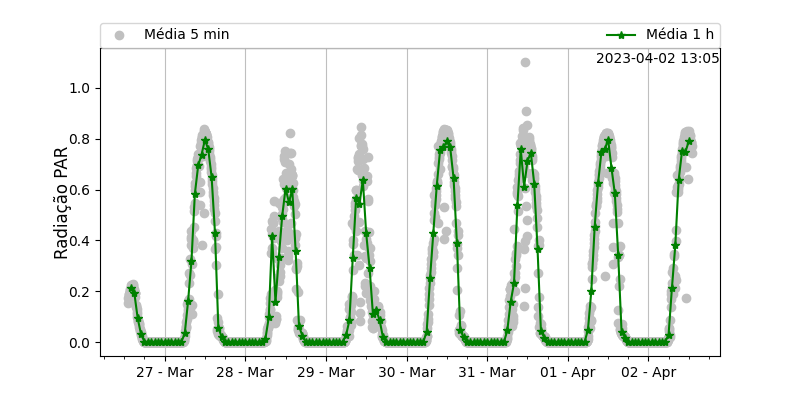 Média 5 min
Média 1 h
2023-04-02 13:05
1.0
0.8
0.6
0.4
0.2
0.0
Radiação PAR
27 - Mar
28 - Mar
29 - Mar
30 - Mar
31 - Mar
01 - Apr
02 - Apr